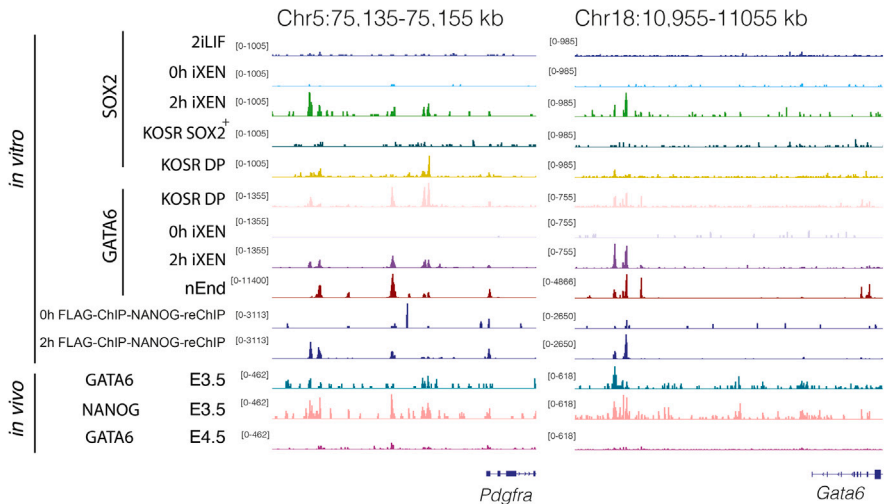 Chr5:75,135-75,155 kb Chr18:10,955-11055 kb
in vitro
SOX2
2iLIF [0-1005] [0-985]
0h iXEN [0-1005] [0-985]
2h iXEN [0-1005] [0-985]
KOSR SOX2+ [0-1005] [0-985]
KOSR DP [0-1005] [0-985]
GATA6
KOSR DP [0-1355] [0-755]
0h iXEN [0-1355] [0-755]
2h iXEN [0-1355] [0-755]
nEnd [0-11400] [0-4866]
0h FLAG-ChIP-NANOG-reChIP [0-3113] [0-2650]
2h FLAG-ChIP-NANOG-reChIP [0-3113] [0-2650]
in vivo
GATA6 E3.5 [0-462] [0-618]
NANOG E3.5 [0-462] [0-618]
GATA6 E4.5 [0-462] [0-618]
Pdgfra Gata6